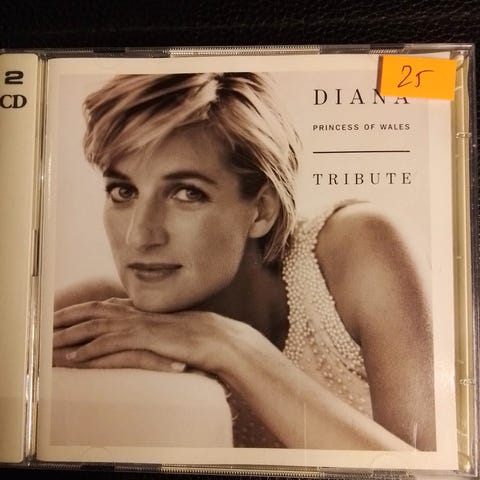 2
CD
25
DIANA
PRINCESS OF WALES
TRIBUTE